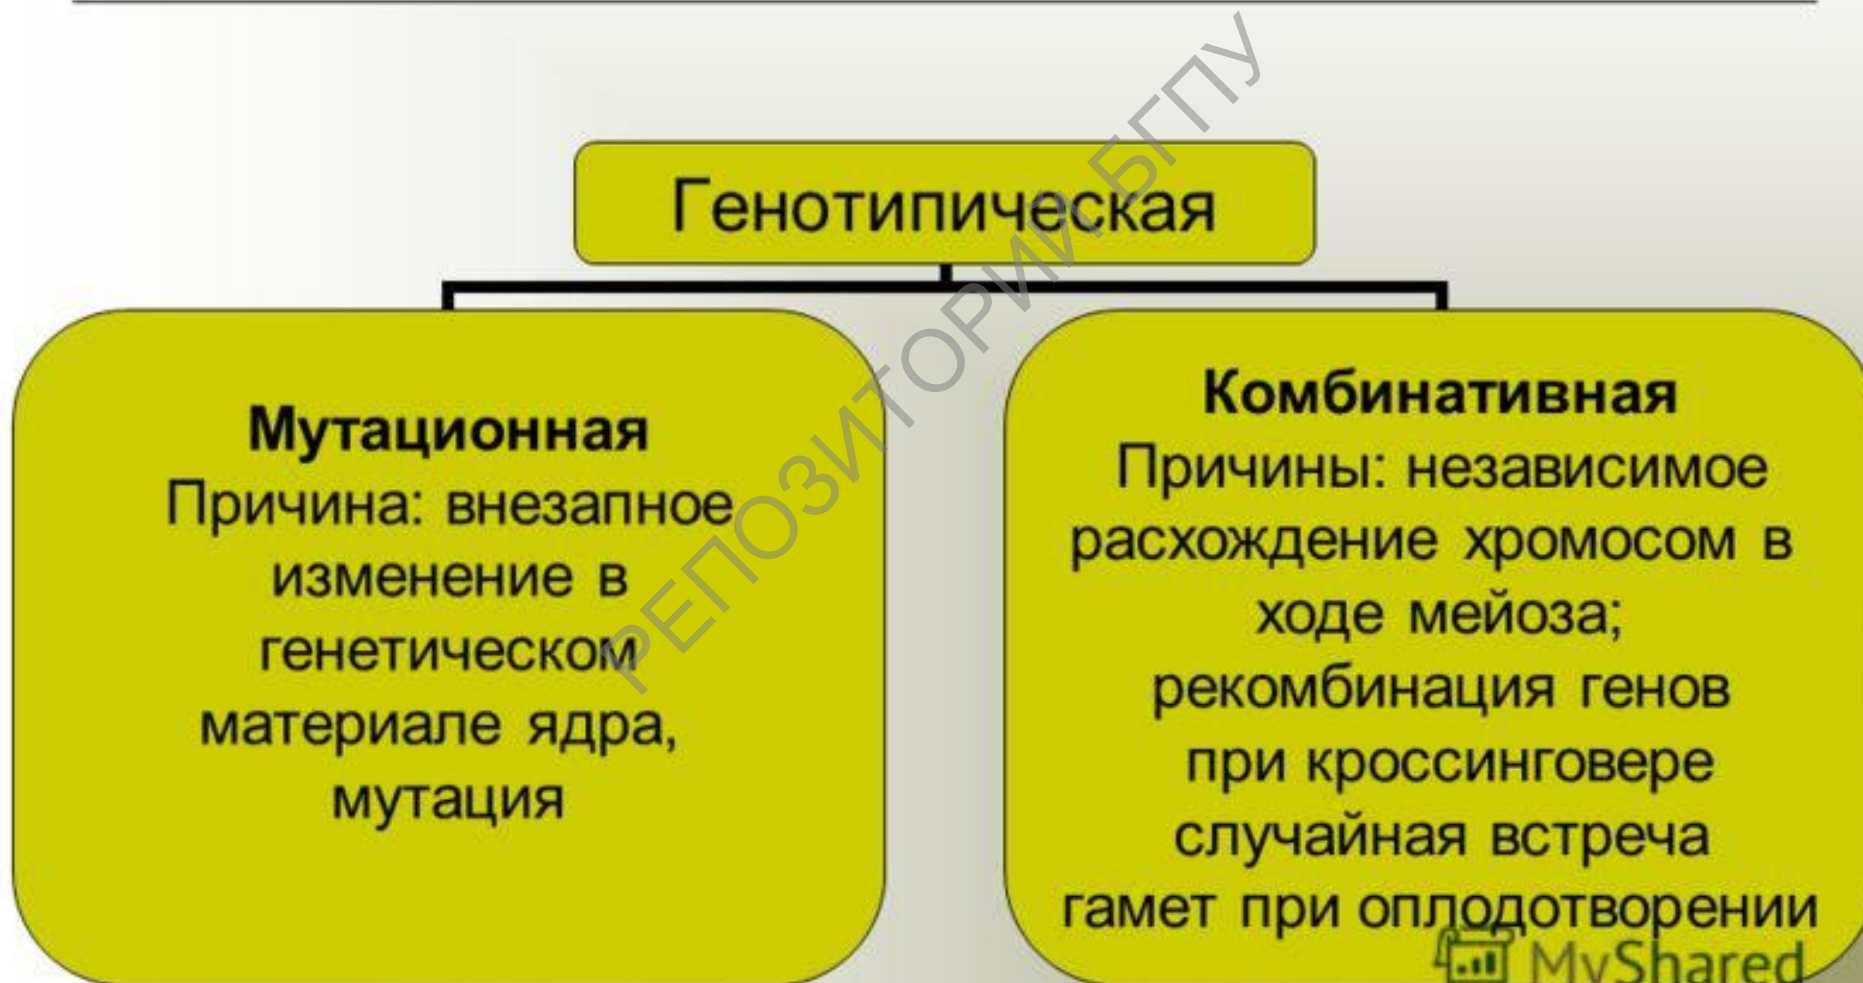 Генотипическая
Мутационная
Причина: внезапное
изменение в
генетическом
материале ядра,
мутация
Комбинативная
Причины: независимое
расхождение хромосом в
ходе мейоза;
рекомбинация генов
при кроссинговере
случайная встреча
гамет при оплодотворении
РЕПОЗИТОРИЙ БГПУ
MyShared